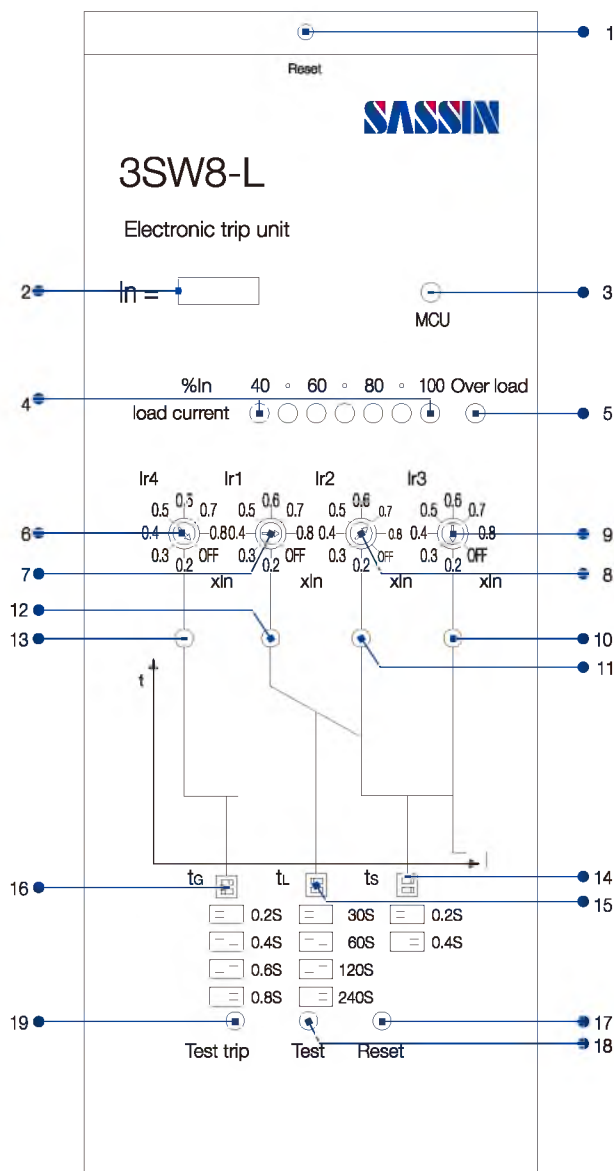 1
Reset
SASSIN
3SW8-L
Electronic trip unit
2 In = 3
MCU
%In 40 60 80 100 Over load
4 load current 5
Ir4 Ir1 Ir2 Ir3
0.5 0.5 0.7 0.5 0.6 0.7 0.5 0.6 0.7 0.5 0.6 0.7
6 0.4 0.8 0.4 0.8 0.4 0.8 0.4 0.8 9
0.3 OFF 0.3 OFF 0.3 OFF 0.3 OFF
0.2 0.2 0.2 0.2
7 xIn xIn xIn xIn 8
12
13 10
11
t
I
tG tL tS 14
16 15
0.2S 30S 0.2S
0.4S 60S 0.4S
0.6S 120S
0.8S 240S
19 17
Test trip Test Reset 18